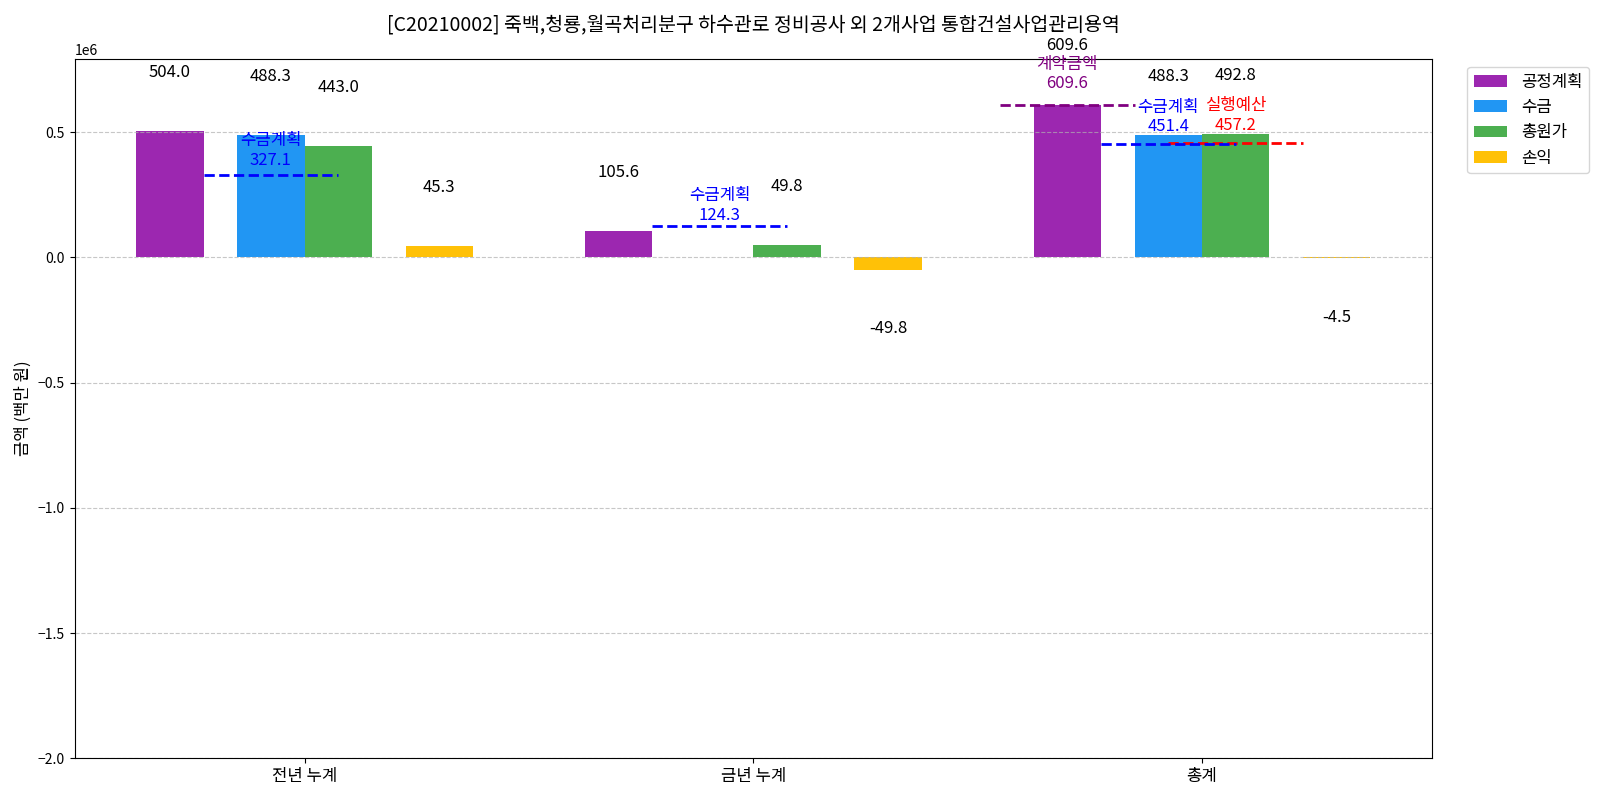 [C20210002] 죽백,청룡,월곡처리분구 하수관로 정비공사 외 2개사업 통합건설사업관리용역
1e6
504.0
488.3
443.0
수금계획
327.1
45.3
105.6
수금계획
124.3
49.8
-49.8
609.6
계약금액
609.6
488.3
492.8
수금계획
451.4
실행예산
457.2
-4.5
공정계획
수금
총원가
손익
0.5
0.0
−0.5
−1.0
−1.5
−2.0
금액 (백만 원)
전년 누계
금년 누계
총계